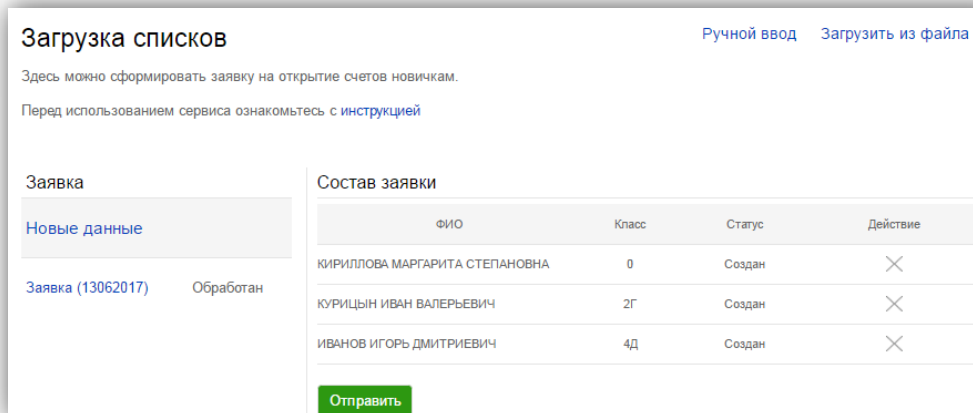 Загрузка списков
Ручной ввод Загрузить из файла
Здесь можно сформировать заявку на открытие счетов новичкам.
Перед использованием сервиса ознакомьтесь с инструкцией
Заявка
Новые данные
Заявка (13062017) Обработан
Состав заявки
ФИО Класс Статус Действие
КИРИЛЛОВА МАРГАРИТА СТЕПАНОВНА 0 Создан
КУРИЦЫН ИВАН ВАЛЕРЬЕВИЧ 2Г Создан
ИВАНОВ ИГОРЬ ДМИТРИЕВИЧ 4Д Создан
Отправить